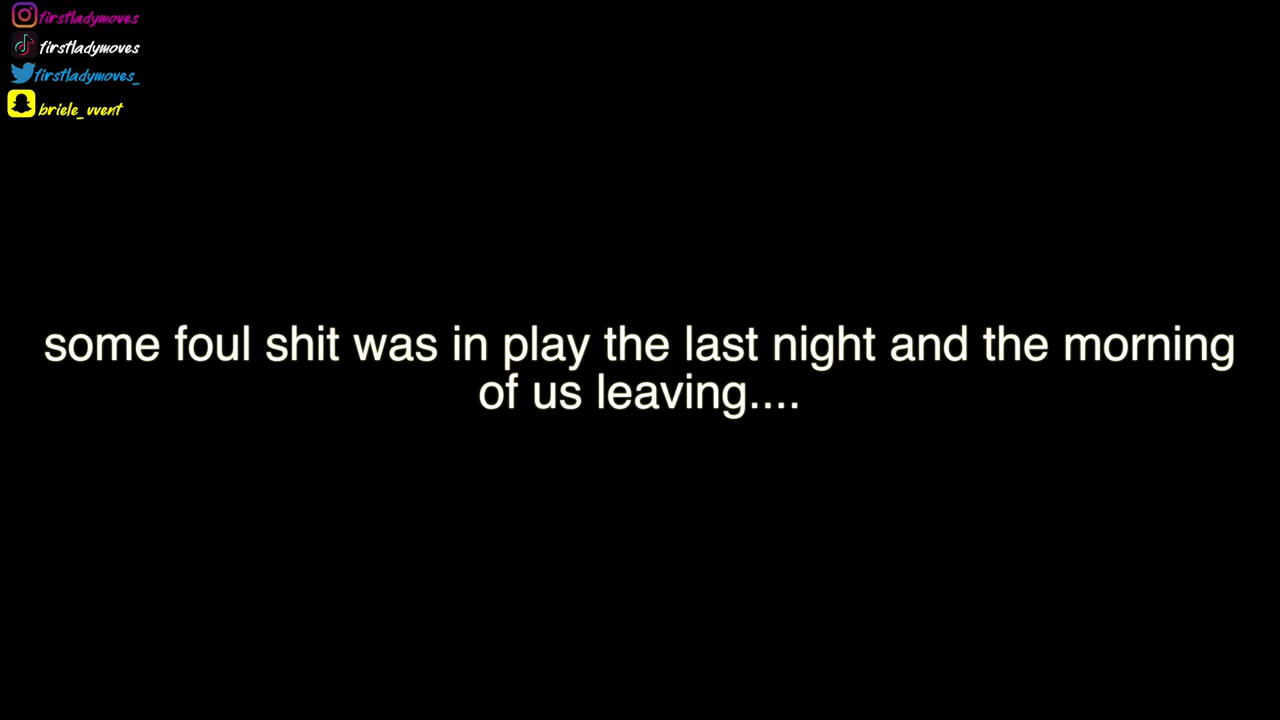 firstladymoves
firstladymoves
firstladymoves_
briele_vvent
some foul shit was in play the last night and the morning
of us leaving....